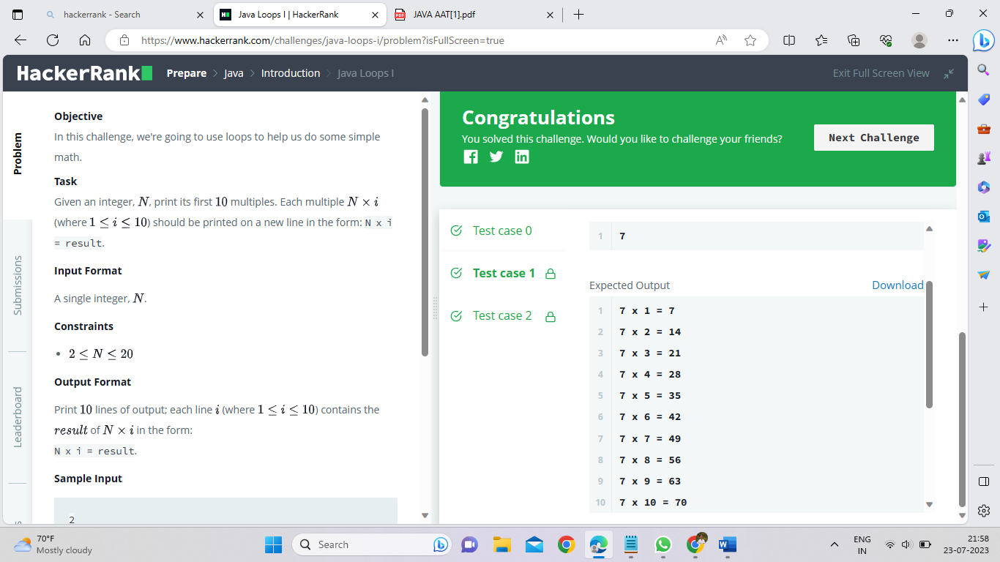 hackerrank - Search
Java Loops I | HackerRank
JAVA AAT[1].pdf
https://www.hackerrank.com/challenges/java-loops-i/problem?isFullScreen=true
HackerRank
Prepare > Java > Introduction > Java Loops I
Exit Full Screen View
Problem
Submissions
Leaderboard
Objective
In this challenge, we're going to use loops to help us do some simple
math.
Task
Given an integer, N, print its first 10 multiples. Each multiple N × i
(where 1 ≤ i ≤ 10) should be printed on a new line in the form: N x i
= result.
Input Format
A single integer, N.
Constraints
• 2 ≤ N ≤ 20
Output Format
Print 10 lines of output; each line i (where 1 ≤ i ≤ 10) contains the
result of N × i in the form:
N x i = result.
Sample Input
2
Congratulations
You solved this challenge. Would you like to challenge your friends?
Next Challenge
Test case 0
Test case 1
Test case 2
1 7
Expected Output
Download
1 7 x 1 = 7
2 7 x 2 = 14
3 7 x 3 = 21
4 7 x 4 = 28
5 7 x 5 = 35
6 7 x 6 = 42
7 7 x 7 = 49
8 7 x 8 = 56
9 7 x 9 = 63
10 7 x 10 = 70
70°F
Mostly cloudy
Search
ENG
IN
21:58
23-07-2023